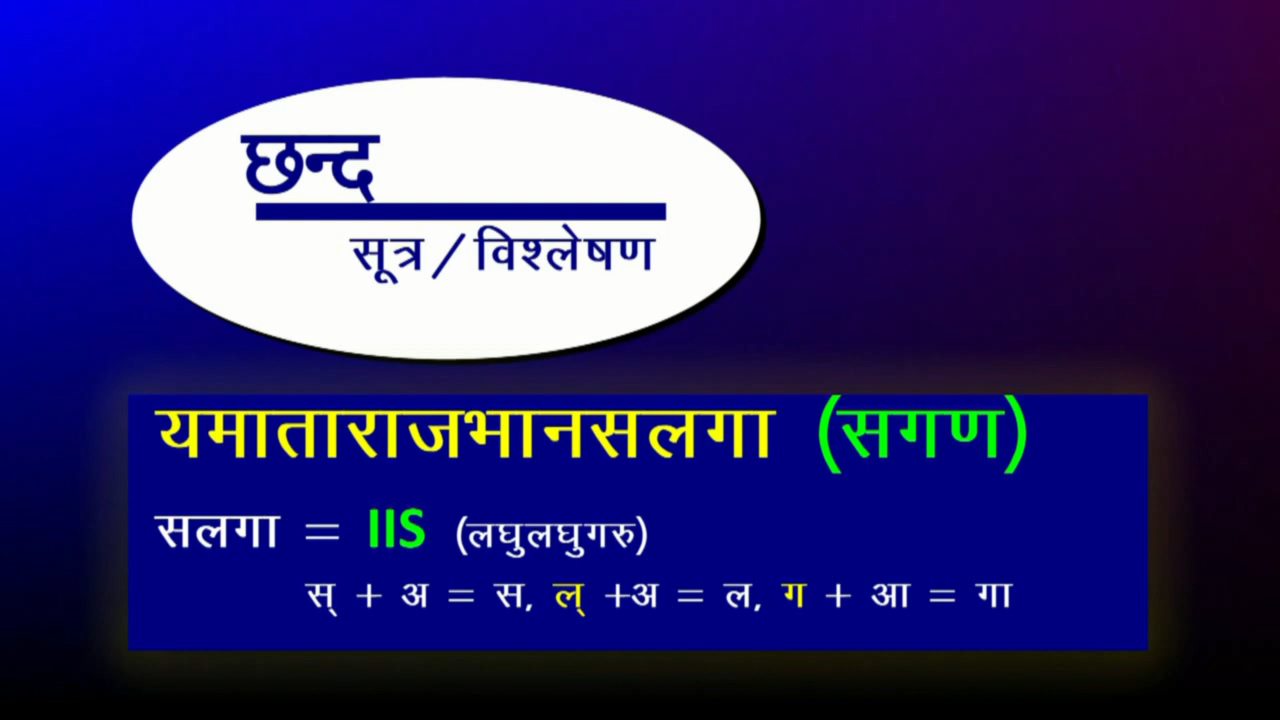 छन्द
सूत्र / विश्लेषण
यमाताराजभानसलगा (सगण)
सलगा = IIS (लघुलघुगरु)
स् + अ = स, ल् +अ = ल, ग + आ = गा